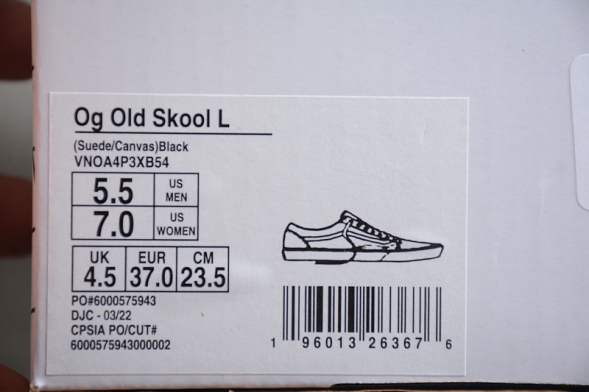 Og Old Skool L
(Suede/Canvas)Black
VNOA4P3XB54
5.5 US MEN
7.0 US WOMEN
UK EUR CM
4.5 37.0 23.5
PO#6000575943
DJC - 03/22
CPSIA PO/CUT#
6000575943000002
1 96013 26367 6